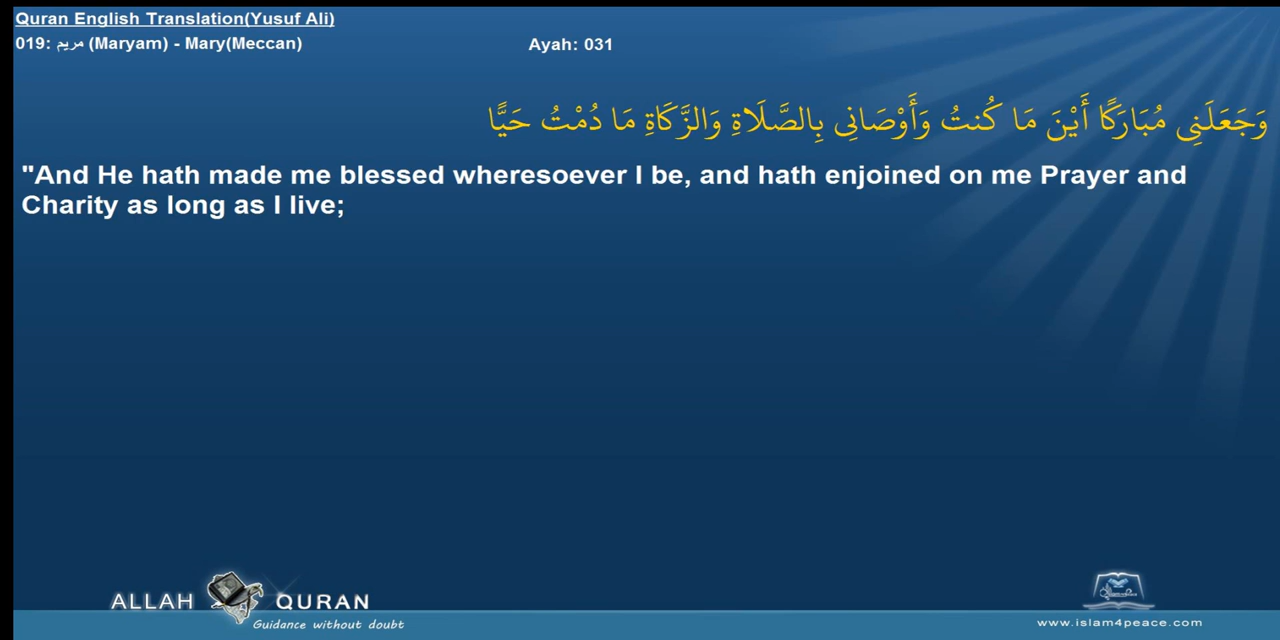 Quran English Translation(Yusuf Ali)
019: مريم (Maryam) - Mary(Meccan) Ayah: 031
وَجَعَلَنِى مُبَارَكًا أَيْنَ مَا كُنتُ وَأَوْصَانِى بِالصَّلَاةِ وَالزَّكَاةِ مَا دُمْتُ حَيًّا
"And He hath made me blessed wheresoever I be, and hath enjoined on me Prayer and
Charity as long as I live;
ALLAH QURAN
Guidance without doubt
www.islam4peace.com